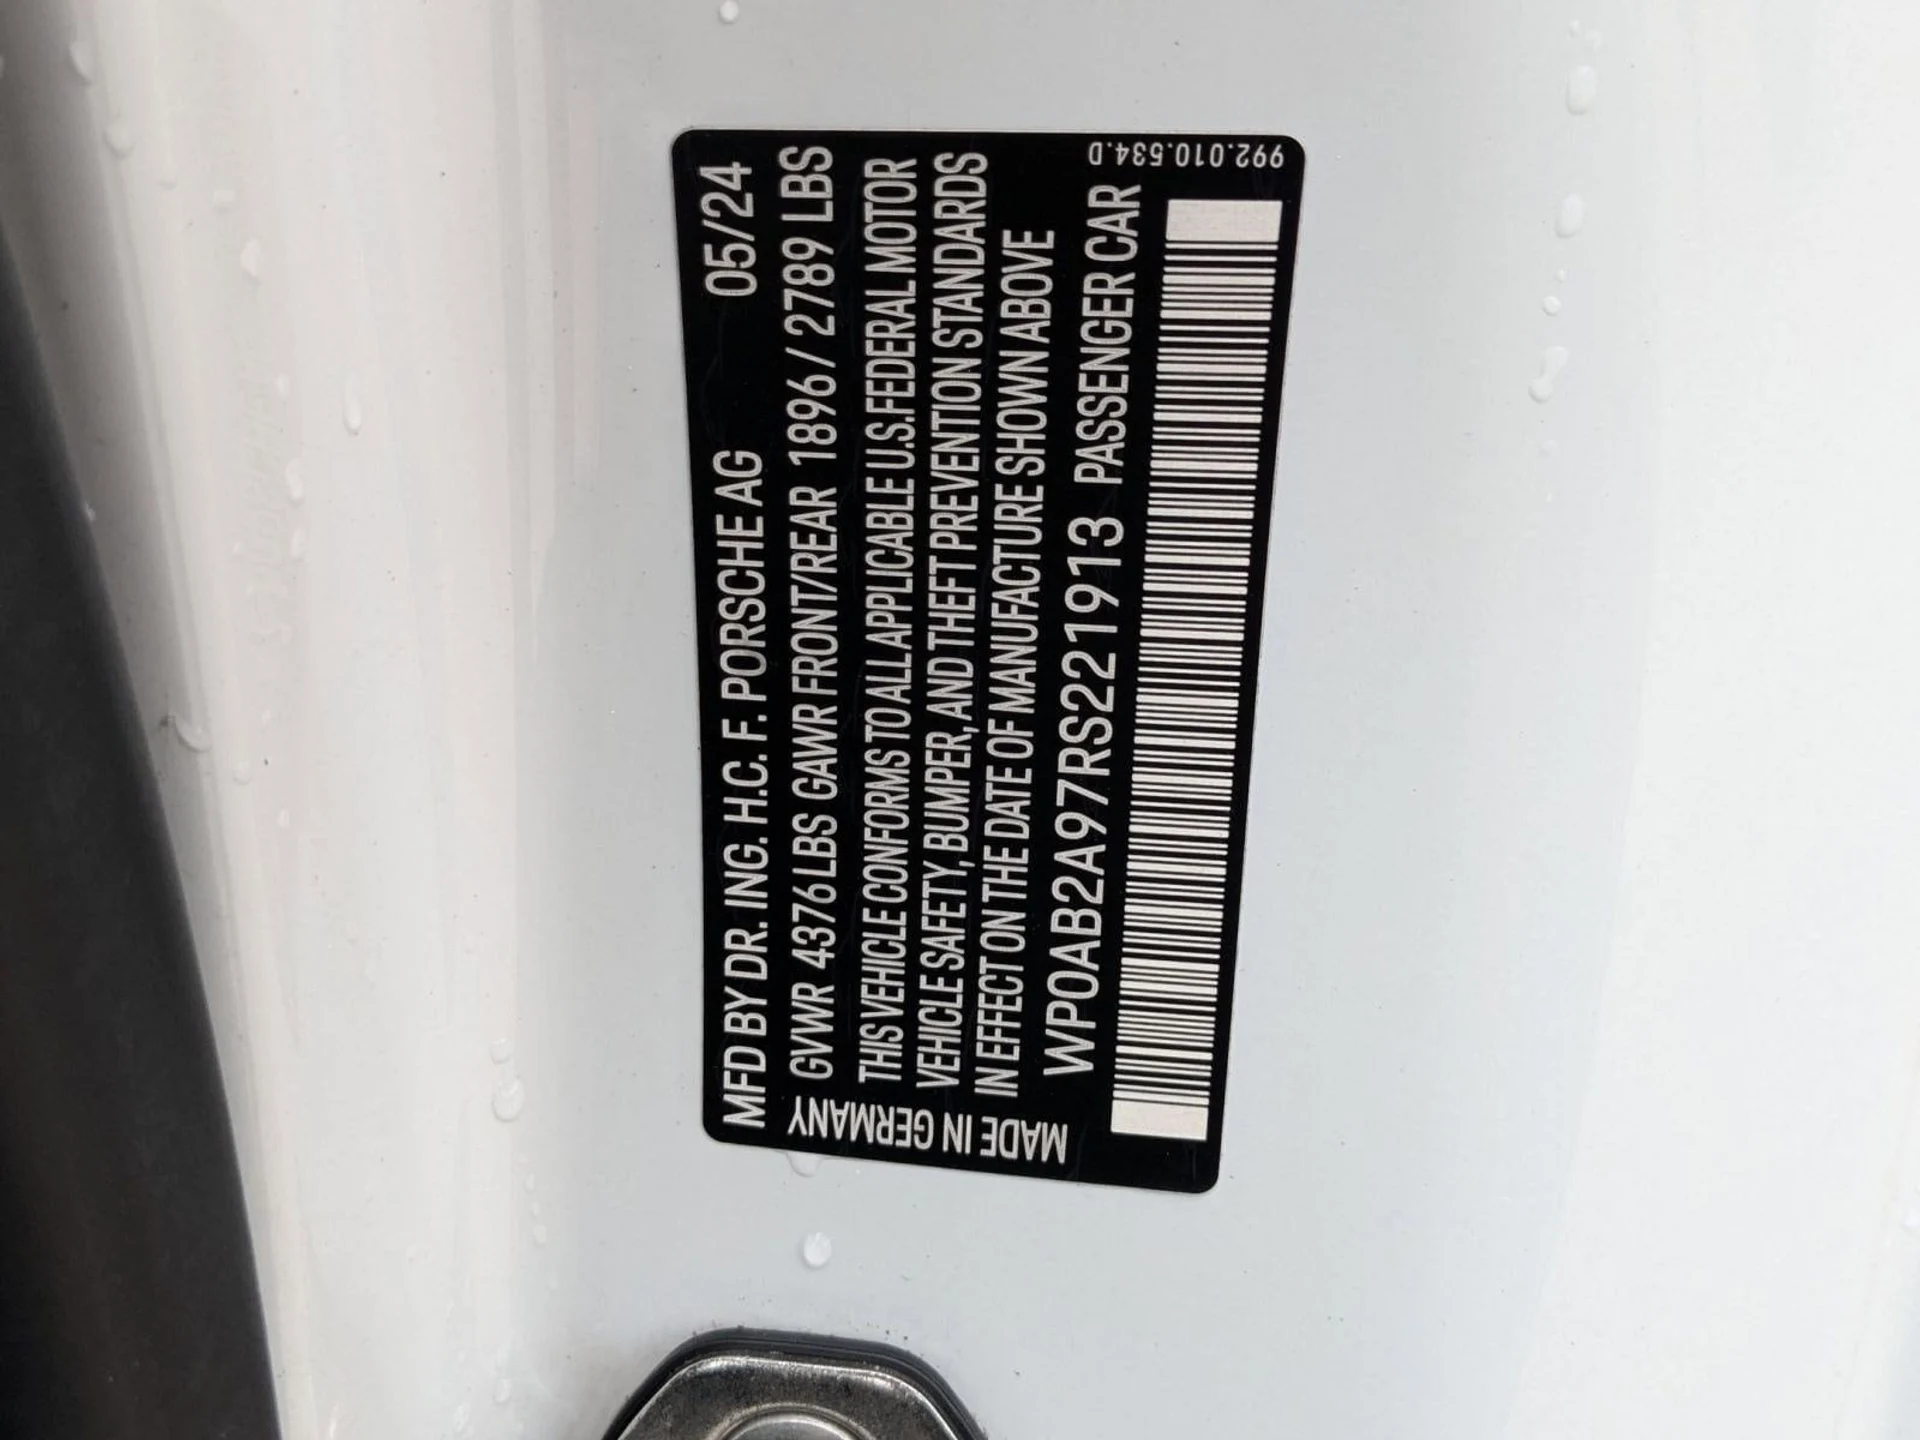 MFD BY DR. ING. H.C. F. PORSCHE AG 05/24
GVWR 4376 LBS GAWR FRONT/REAR 1896 / 2789 LBS
THIS VEHICLE CONFORMS TO ALL APPLICABLE U.S. FEDERAL MOTOR
VEHICLE SAFETY, BUMPER, AND THEFT PREVENTION STANDARDS
IN EFFECT ON THE DATE OF MANUFACTURE SHOWN ABOVE
WP0AB2A97RS221913 PASSENGER CAR
MADE IN GERMANY
992.010.534.D